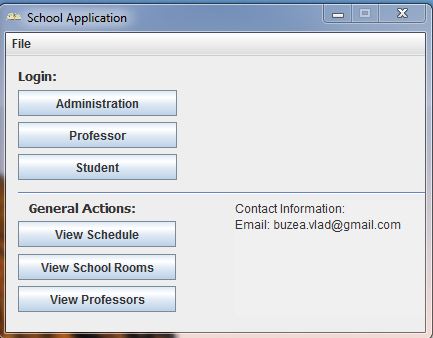 School Application
File
Login:
Administration
Professor
Student
General Actions:
View Schedule
View School Rooms
View Professors
Contact Information:
Email: buzea.vlad@gmail.com